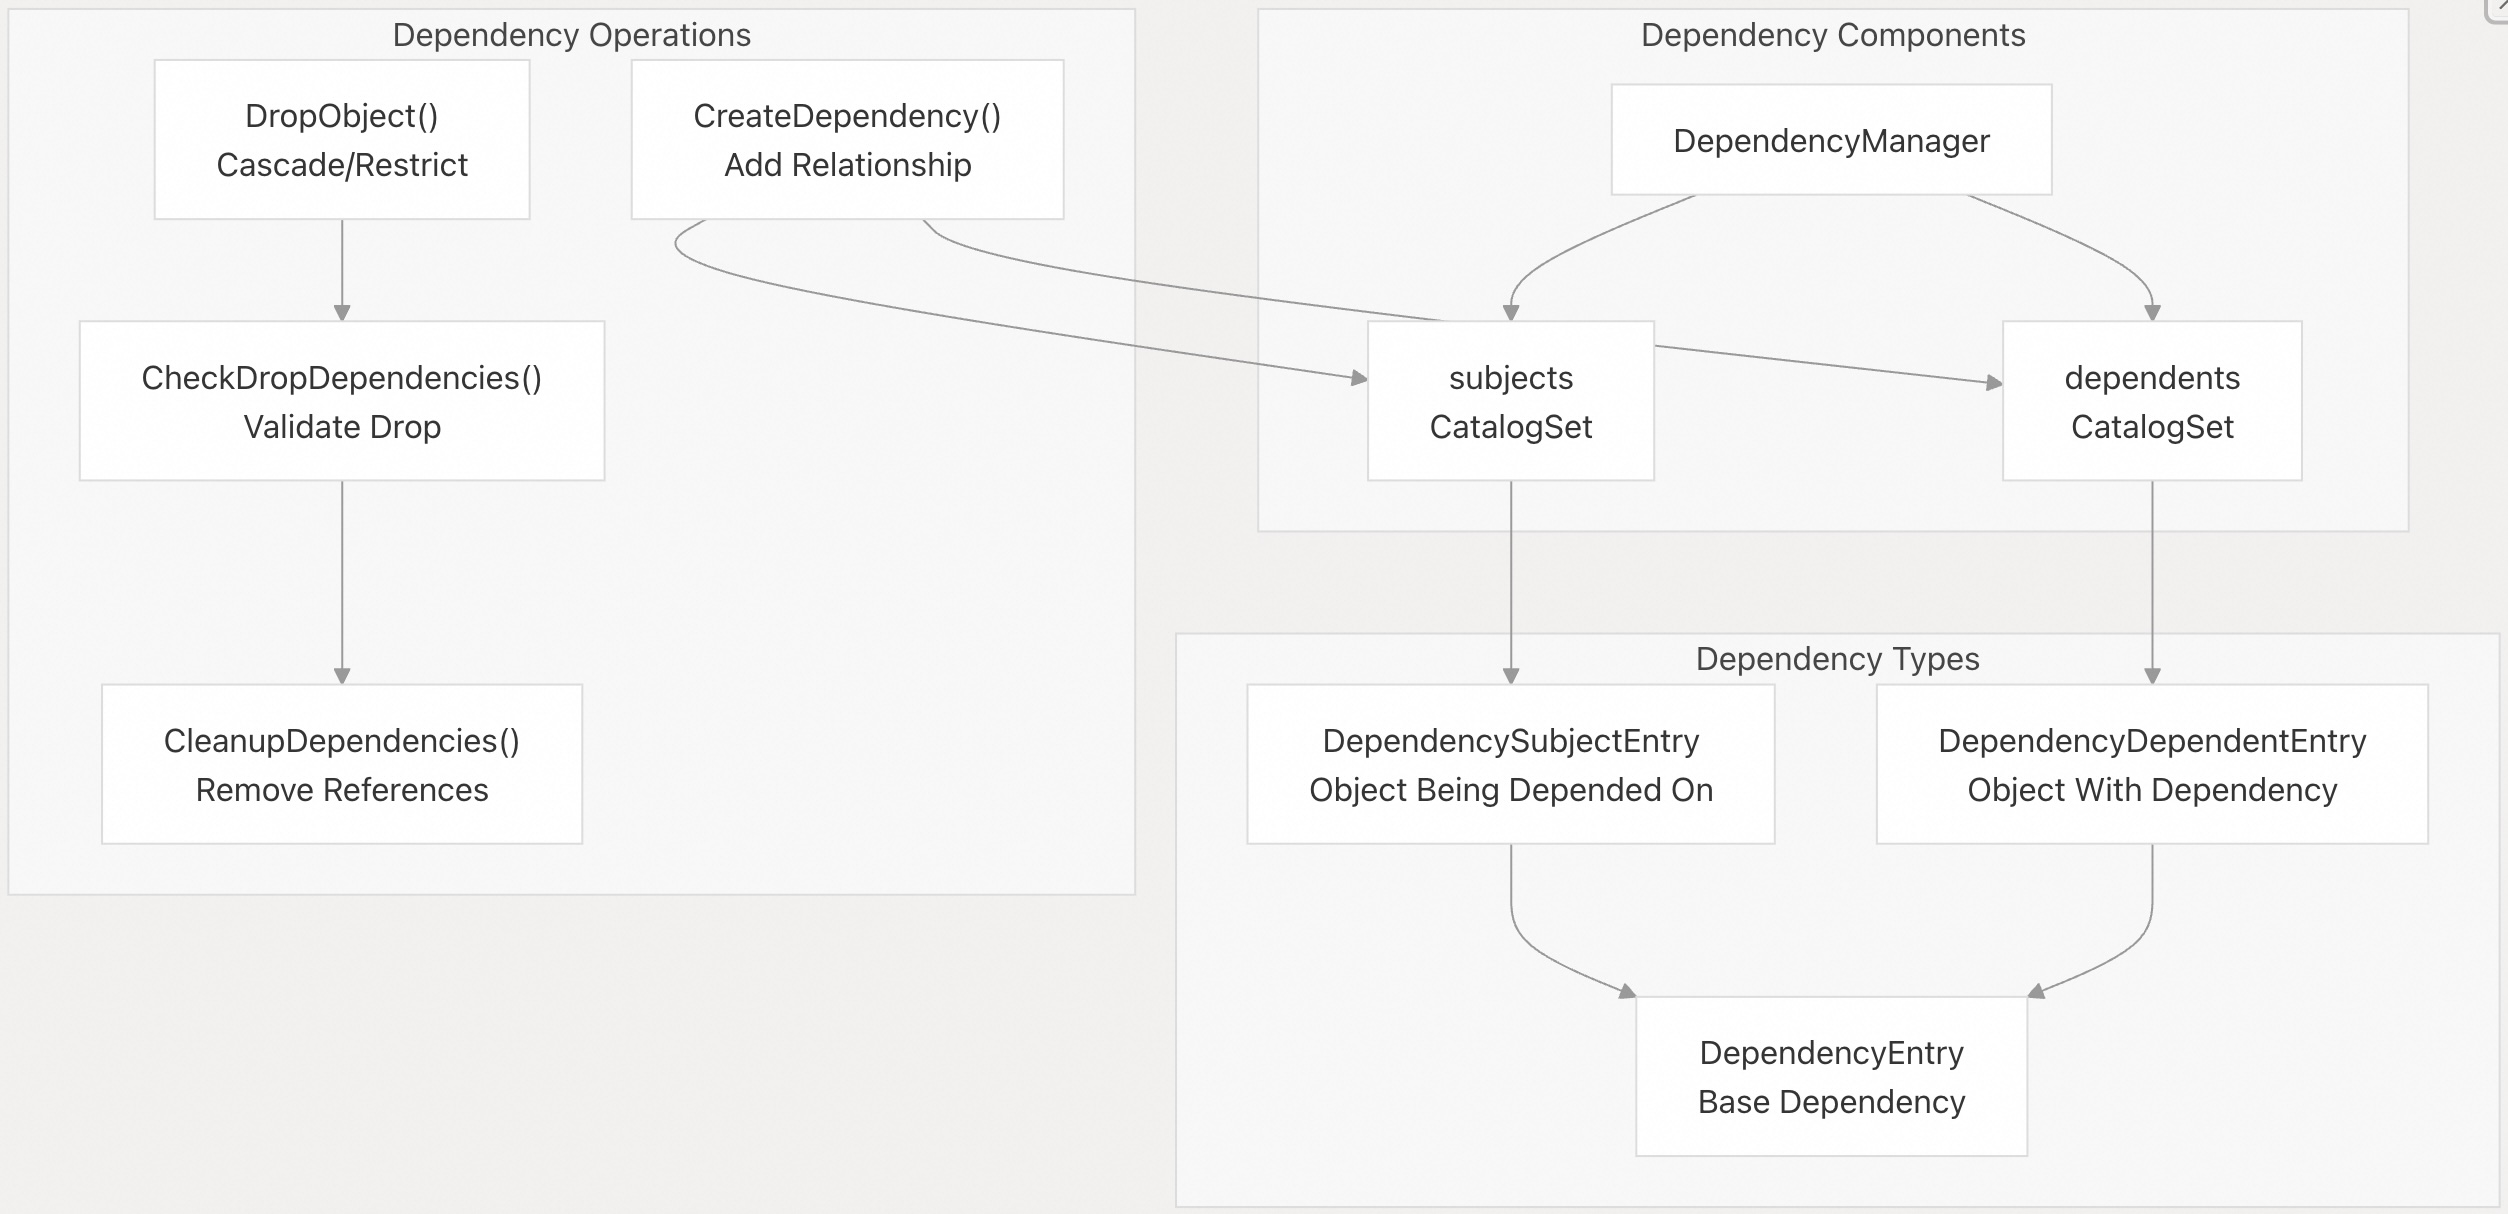 Dependency Operations
DropObject()
Cascade/Restrict
CreateDependency()
Add Relationship
CheckDropDependencies()
Validate Drop
CleanupDependencies()
Remove References
Dependency Components
DependencyManager
subjects
CatalogSet
dependents
CatalogSet
Dependency Types
DependencySubjectEntry
Object Being Depended On
DependencyDependentEntry
Object With Dependency
DependencyEntry
Base Dependency